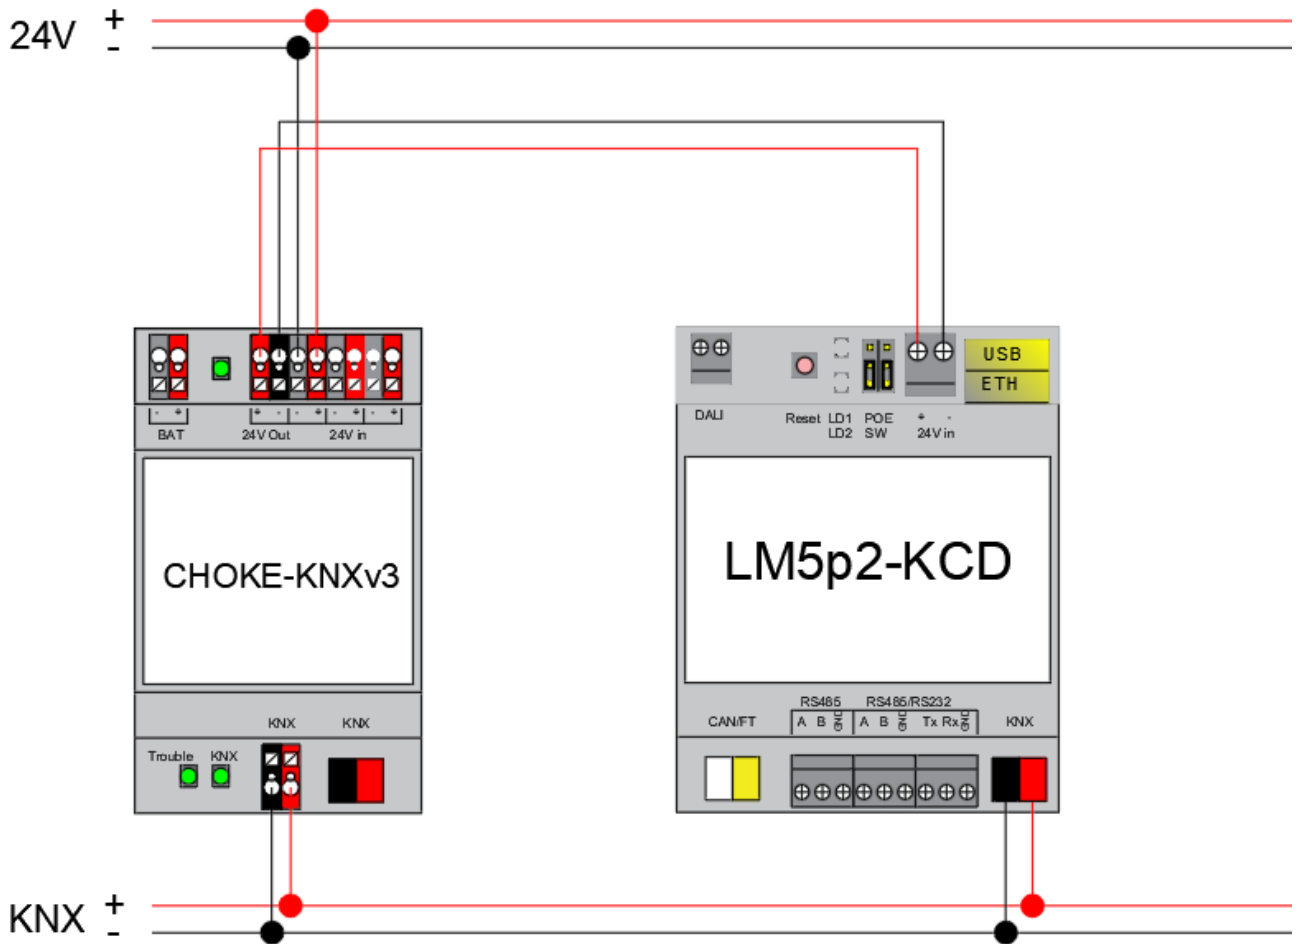 24V + -
USB
ETH
- + + - - + - + - +
BAT 24V Out 24V in
DALI Reset LD1 POE + -
LD2 SW 24V in
CHOKE-KNXv3
LM5p2-KCD
RS485 RS485/RS232
KNX KNX CAN/FT A B GND A B GND Tx Rx GND KNX
Trouble KNX
KNX + -